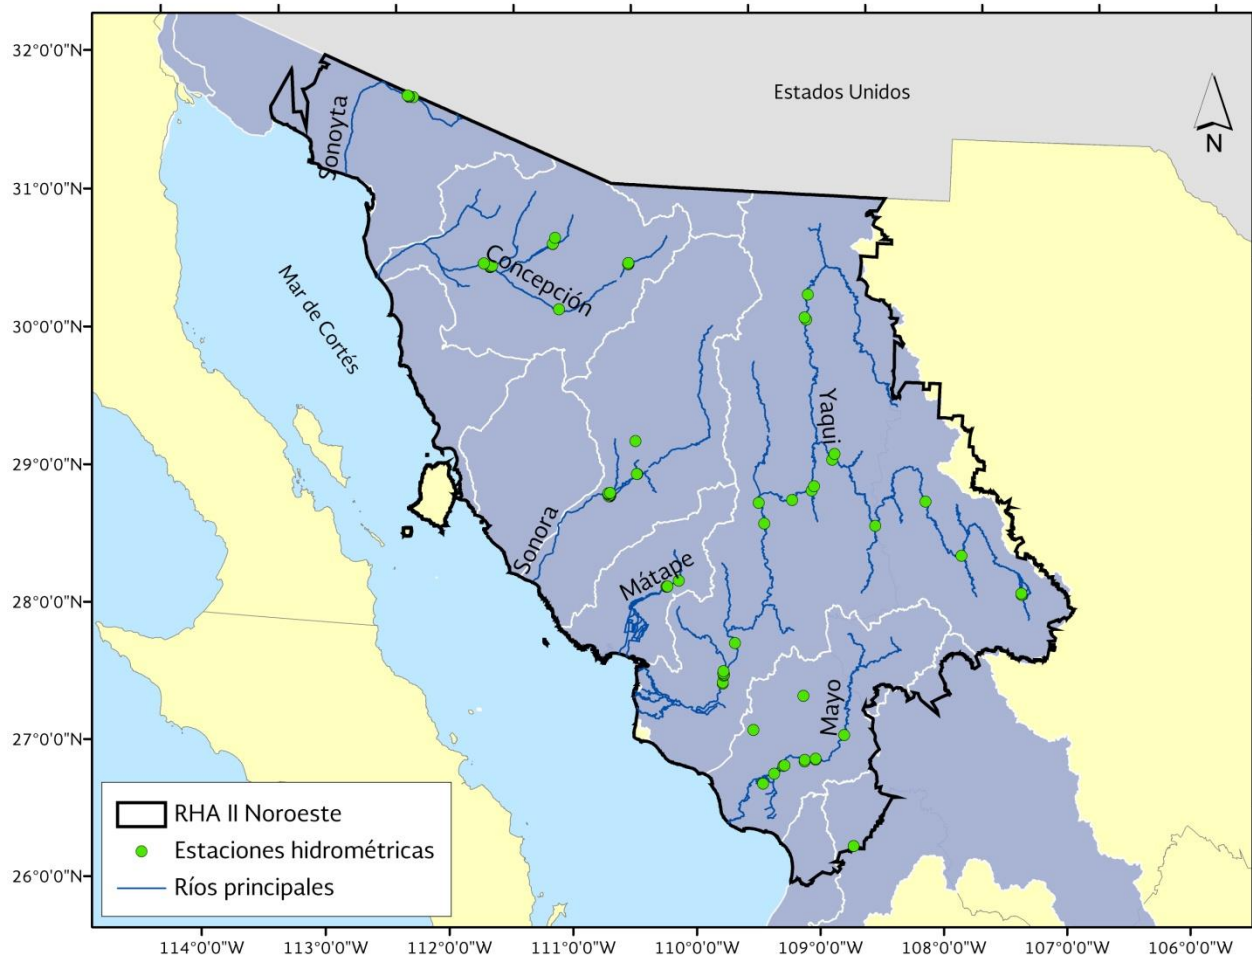 32°0'0"N
31°0'0"N
30°0'0"N
29°0'0"N
28°0'0"N
27°0'0"N
26°0'0"N
Estados Unidos
N
Sonoyta
Concepción
Mar de Cortés
Yaqui
Sonora
Mátape
Mayo
RHA II Noroeste
Estaciones hidrométricas
Ríos principales
114°0'0"W
113°0'0"W
112°0'0"W
111°0'0"W
110°0'0"W
109°0'0"W
108°0'0"W
107°0'0"W
106°0'0"W